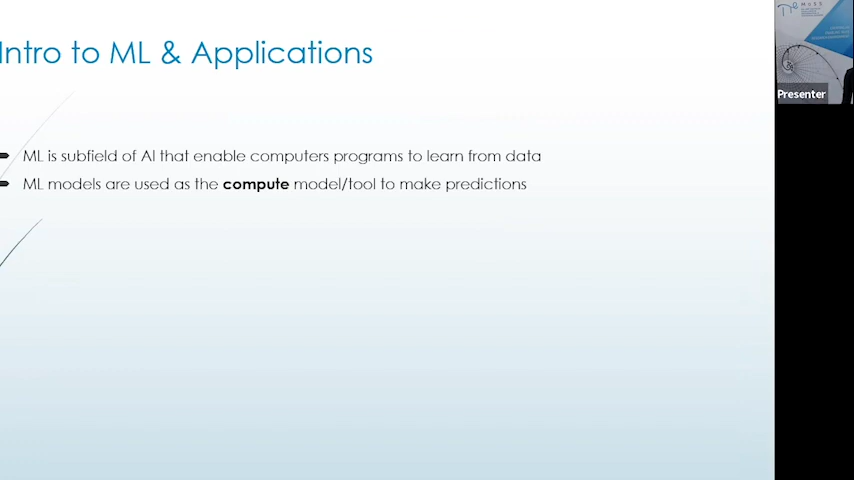 Intro to ML & Applications
ML is subfield of AI that enable computers programs to learn from data
ML models are used as the compute model/tool to make predictions
Presenter